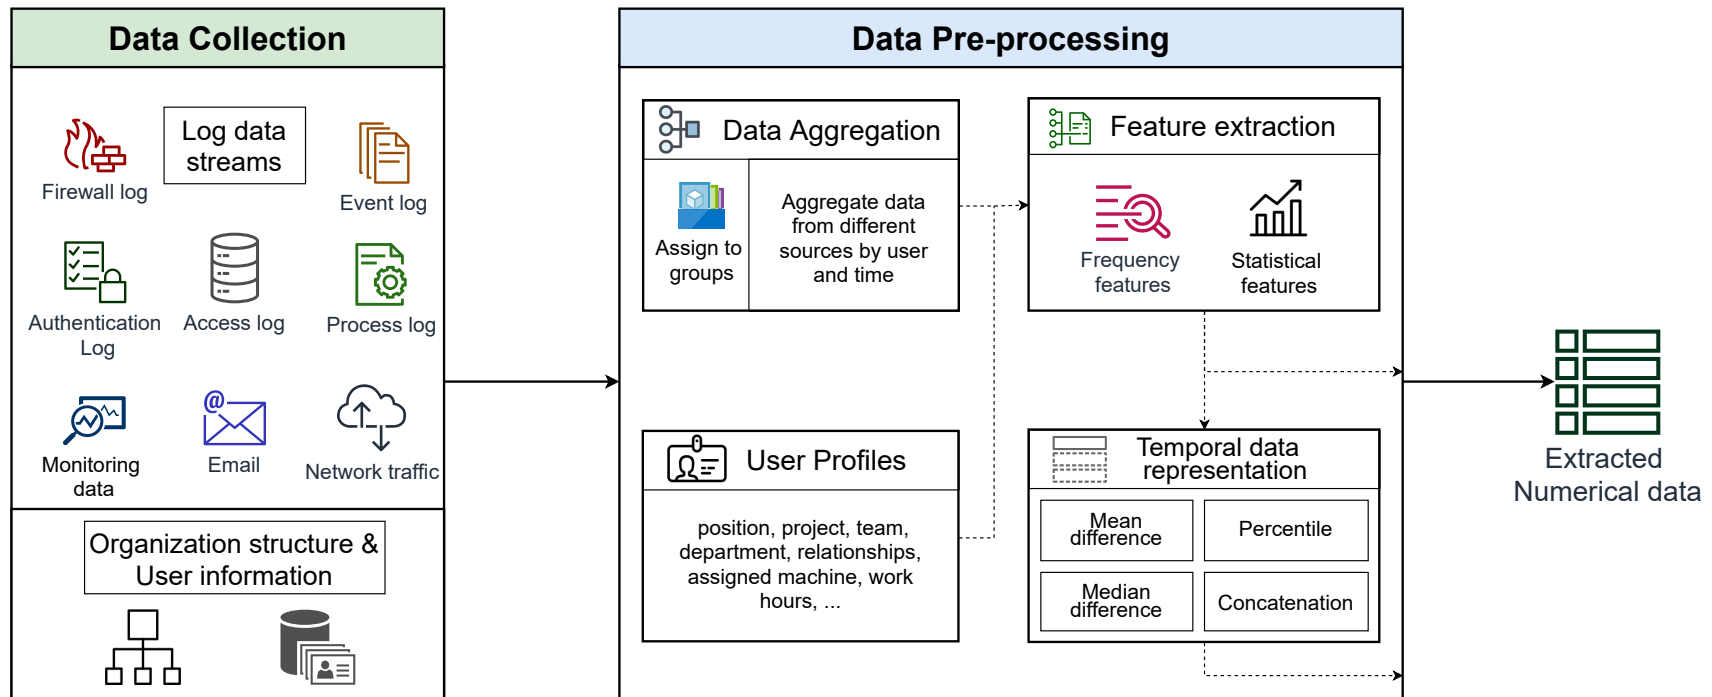 Data Collection
Log data
streams
Firewall log
Event log
Authentication
Log
Access log
Process log
@
Monitoring
data
Email
Network traffic
Organization structure &
User information
Data Pre-processing
Data Aggregation
Assign to
groups
Aggregate data
from different
sources by user
and time
User Profiles
position, project, team,
department, relationships,
assigned machine, work
hours, ...
Feature extraction
Frequency
features
Statistical
features
Temporal data
representation
Mean
difference
Percentile
Median
difference
Concatenation
Extracted
Numerical data